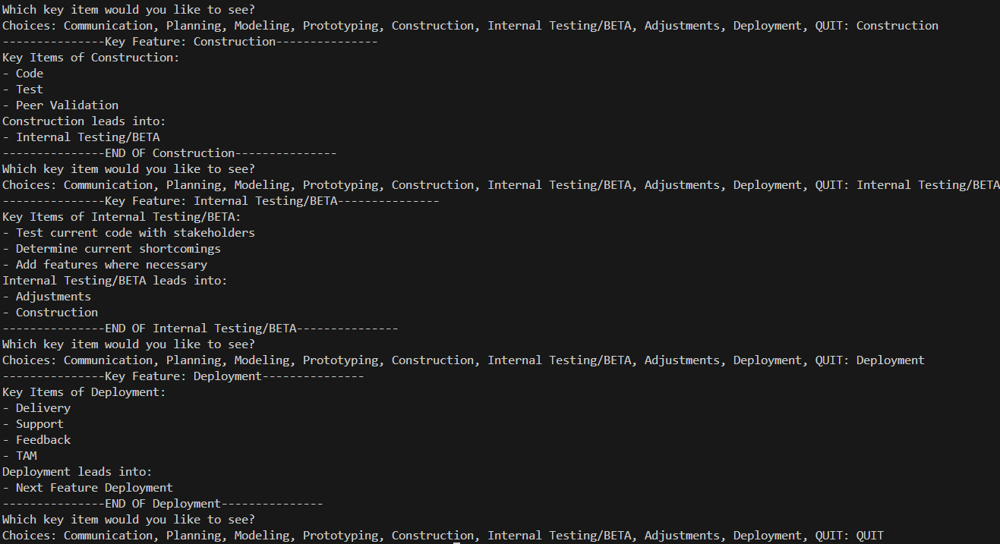 Which key item would you like to see?
Choices: Communication, Planning, Modeling, Prototyping, Construction, Internal Testing/BETA, Adjustments, Deployment, QUIT: Construction
---------------Key Feature: Construction---------------
Key Items of Construction:
- Code
- Test
- Peer Validation
Construction leads into:
- Internal Testing/BETA
---------------END OF Construction---------------
Which key item would you like to see?
Choices: Communication, Planning, Modeling, Prototyping, Construction, Internal Testing/BETA, Adjustments, Deployment, QUIT: Internal Testing/BETA
---------------Key Feature: Internal Testing/BETA---------------
Key Items of Internal Testing/BETA:
- Test current code with stakeholders
- Determine current shortcomings
- Add features where necessary
Internal Testing/BETA leads into:
- Adjustments
- Construction
---------------END OF Internal Testing/BETA---------------
Which key item would you like to see?
Choices: Communication, Planning, Modeling, Prototyping, Construction, Internal Testing/BETA, Adjustments, Deployment, QUIT: Deployment
---------------Key Feature: Deployment---------------
Key Items of Deployment:
- Delivery
- Support
- Feedback
- TAM
Deployment leads into:
- Next Feature Deployment
---------------END OF Deployment---------------
Which key item would you like to see?
Choices: Communication, Planning, Modeling, Prototyping, Construction, Internal Testing/BETA, Adjustments, Deployment, QUIT: QUIT